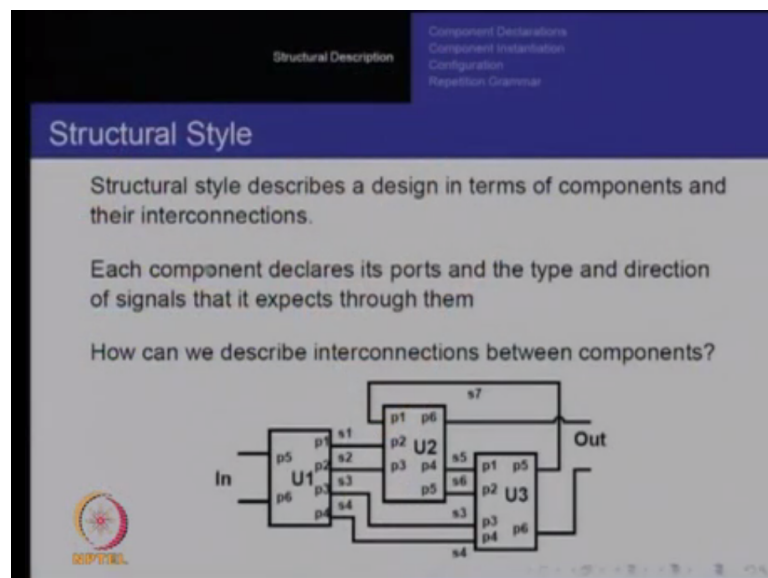 Structural Description
Component Declarations
Component Instantiation
Configuration
Repetition Grammar
Structural Style
Structural style describes a design in terms of components and
their interconnections.
Each component declares its ports and the type and direction
of signals that it expects through them
How can we describe interconnections between components?
s7
p1 p6
s1
p1
p2 U2
Out
p5
s2
p3 p4
s5
p1 p5
In
U1
p2
s3
p5
s6
p2 U3
p6
p3
s4
s3
p3
p6
p4
p4
s4
NPTEL